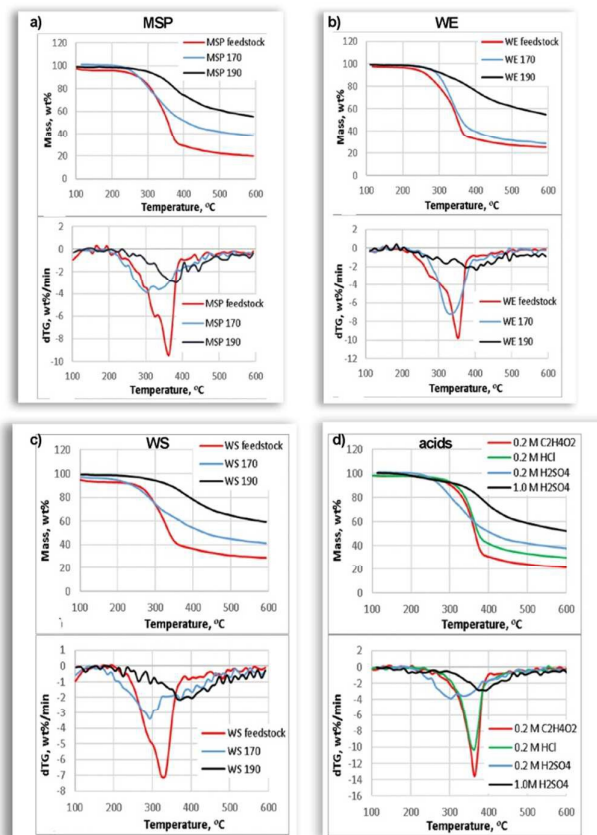 a) MSP
120
100
80
60
40
20
0
Mass, wt%
MSP feedstock
MSP 170
MSP 190
100 200 300 400 500 600
Temperature, °C
2
0
-2
-4
-6
-8
-10
dTG, wt%/min
MSP feedstock
MSP 170
MSP 190
100 200 300 400 500 600
Temperature, °C
b) WE
120
100
80
60
40
20
0
Mass, wt%
WE feedstock
WE 170
WE 190
100 200 300 400 500 600
Temperature, °C
2
0
-2
-4
-6
-8
-10
-12
dTG, wt%/min
WE feedstock
WE 170
WE 190
100 200 300 400 500 600
Temperature, °C
c) WS
120
100
80
60
40
20
0
Mass, wt%
WS feedstock
WS 170
WS 190
100 200 300 400 500 600
Temperature, °C
1
0
-1
-2
-3
-4
-5
-6
-7
-8
dTG, wt%/min
WS feedstock
WS 170
WS 190
100 200 300 400 500 600
Temperature, °C
d) acids
120
100
80
60
40
20
0
Mass, wt%
0.2 M C2H4O2
0.2 M HCl
0.2 M H2SO4
1.0 M H2SO4
100 200 300 400 500 600
Temperature, °C
2
0
-2
-4
-6
-8
-10
-12
-14
-16
dTG, wt%/min
0.2 M C2H4O2
0.2 M HCl
0.2 M H2SO4
1.0M H2SO4
100 200 300 400 500 600
Temperature, °C